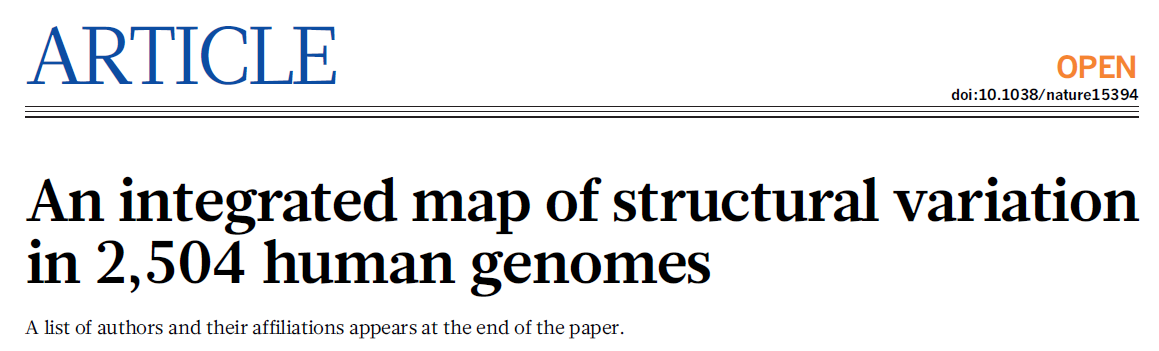 ARTICLE
OPEN
doi:10.1038/nature15394
An integrated map of structural variation
in 2,504 human genomes
A list of authors and their affiliations appears at the end of the paper.